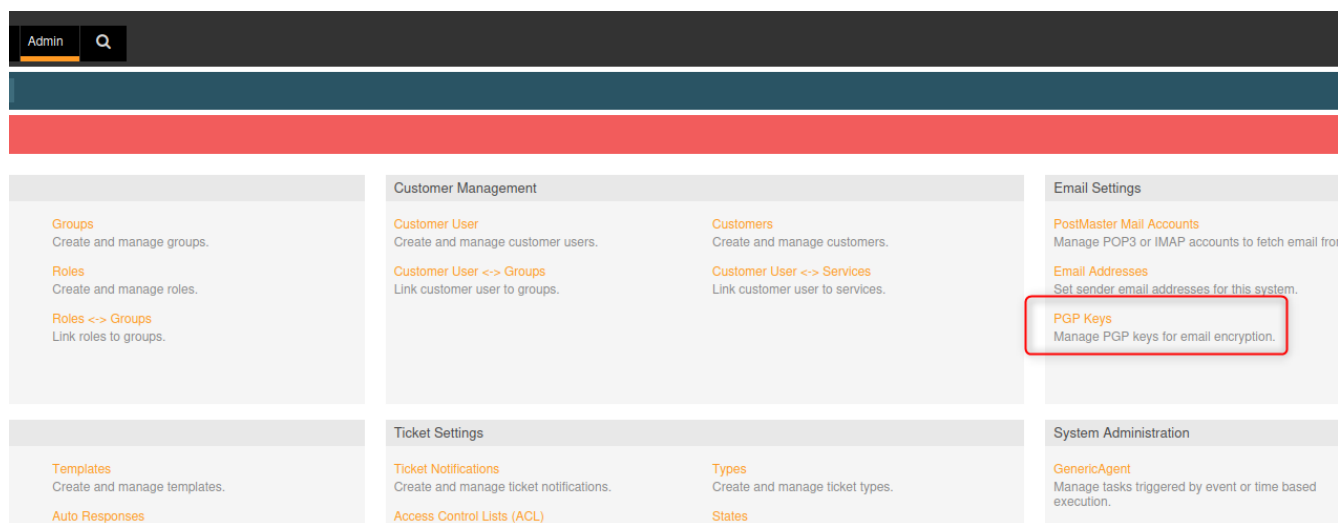 Admin
Groups
Create and manage groups.
Roles
Create and manage roles.
Roles <-> Groups
Link roles to groups.
Customer Management
Customer User
Create and manage customer users.
Customer User <-> Groups
Link customer user to groups.
Customers
Create and manage customers.
Customer User <-> Services
Link customer user to services.
Email Settings
PostMaster Mail Accounts
Manage POP3 or IMAP accounts to fetch email
Email Addresses
Set sender email addresses for this system.
PGP Keys
Manage PGP keys for email encryption.
Templates
Create and manage templates.
Auto Responses
Ticket Settings
Ticket Notifications
Create and manage ticket notifications.
Access Control Lists (ACL)
Types
Create and manage ticket types.
States
System Administration
GenericAgent
Manage tasks triggered by event or time based
execution.